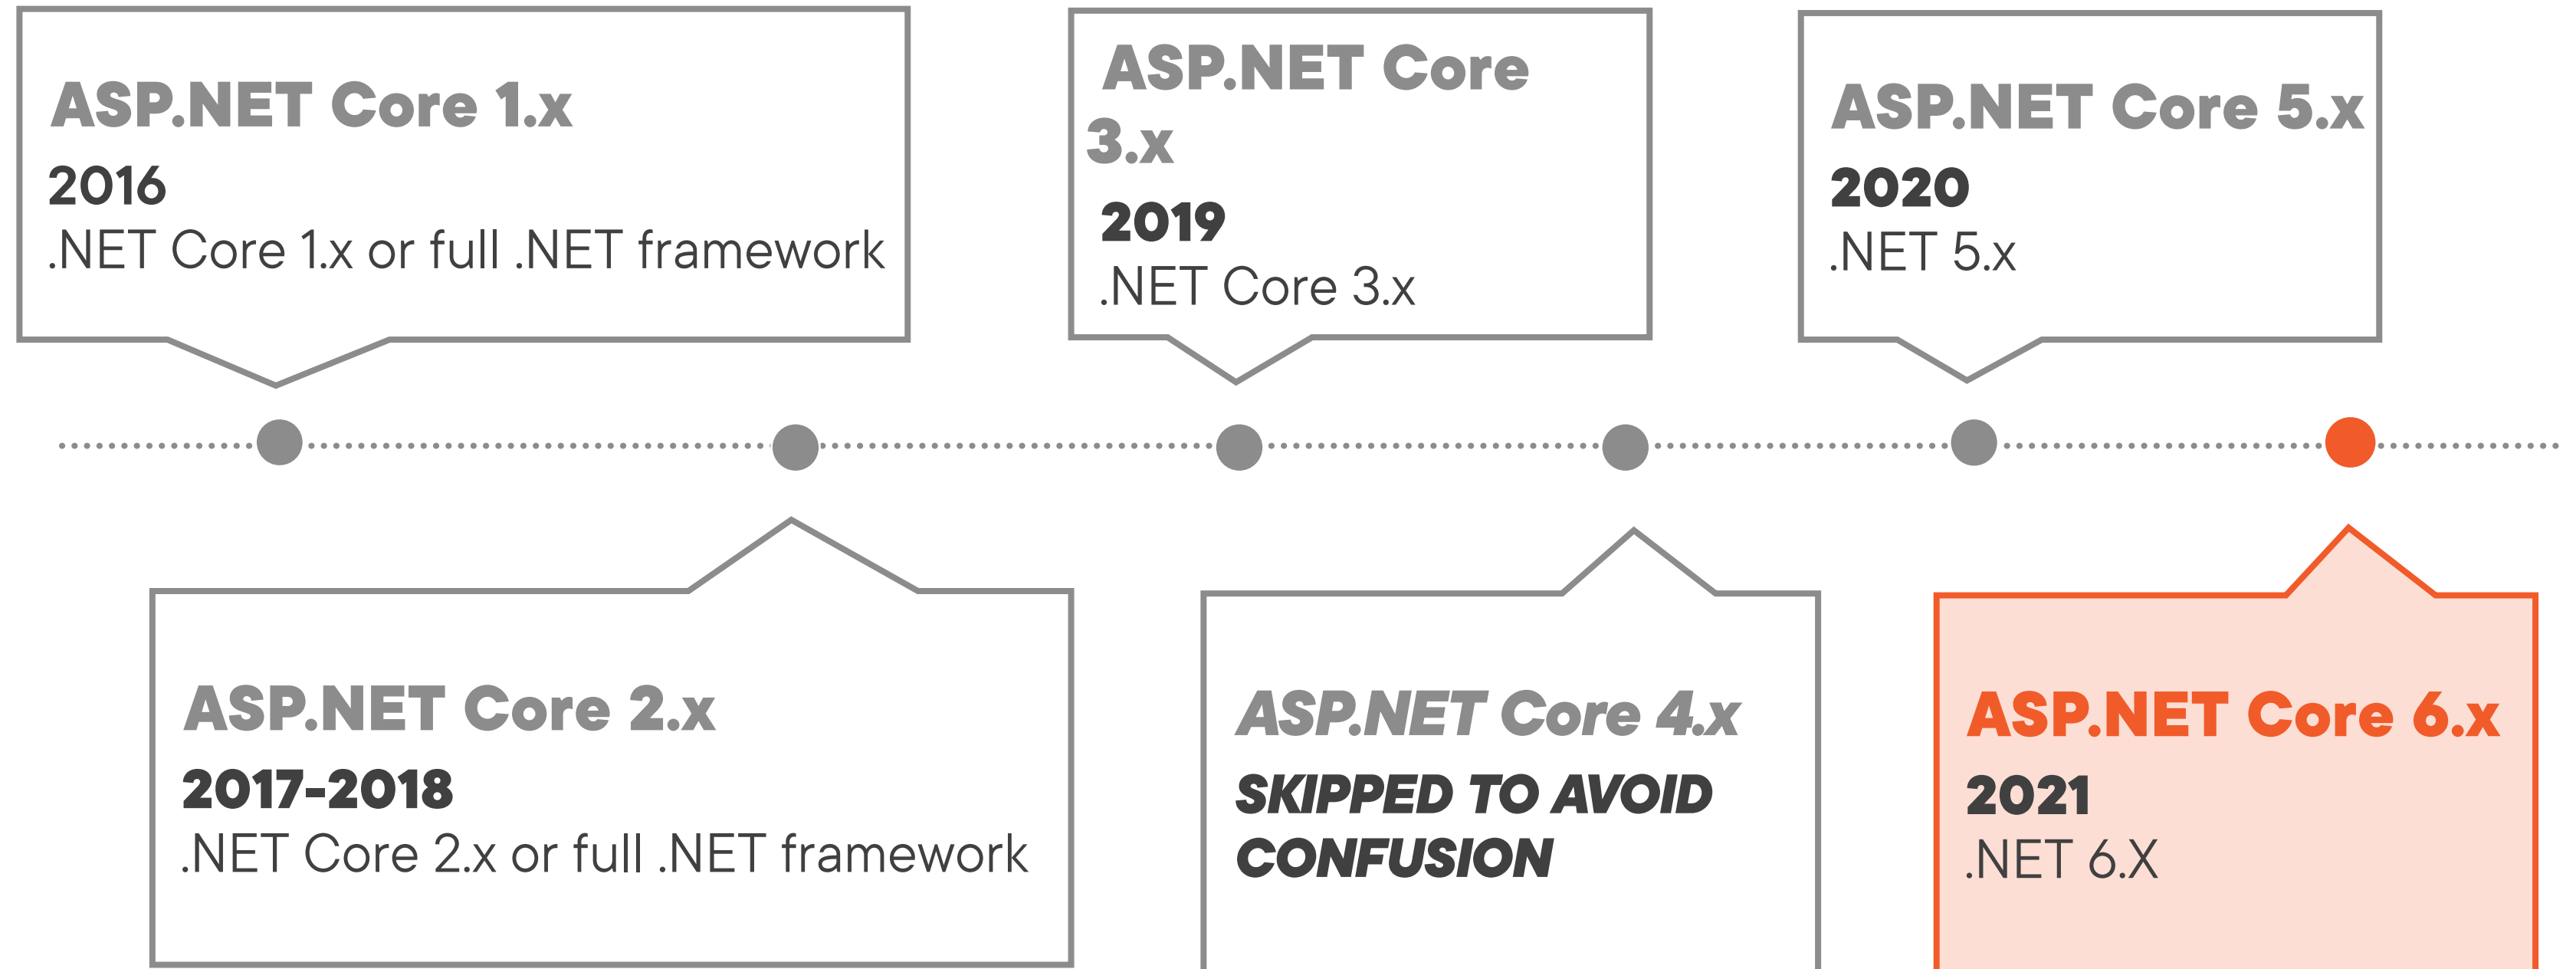 ASP.NET Core 1.x
2016
.NET Core 1.x or full .NET framework
ASP.NET Core
3.x
2019
.NET Core 3.x
ASP.NET Core 5.x
2020
.NET 5.x
ASP.NET Core 2.x
2017-2018
.NET Core 2.x or full .NET framework
ASP.NET Core 4.x
SKIPPED TO AVOID
CONFUSION
ASP.NET Core 6.x
2021
.NET 6.X